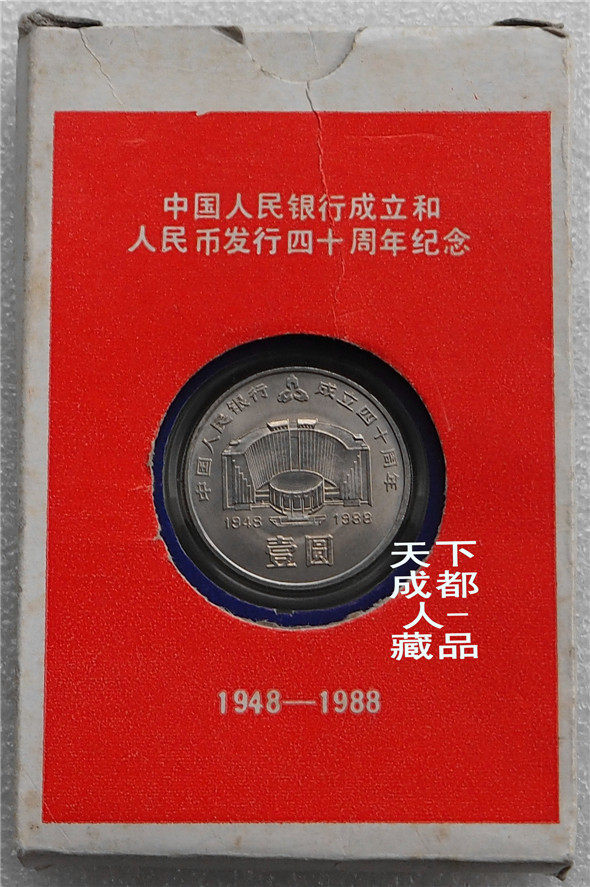 中国人民银行成立和
人民币发行四十周年纪念
中国人民银行 成立四十周年
1948 1988
壹圆
天下
成都
人-
藏品
1948—1988